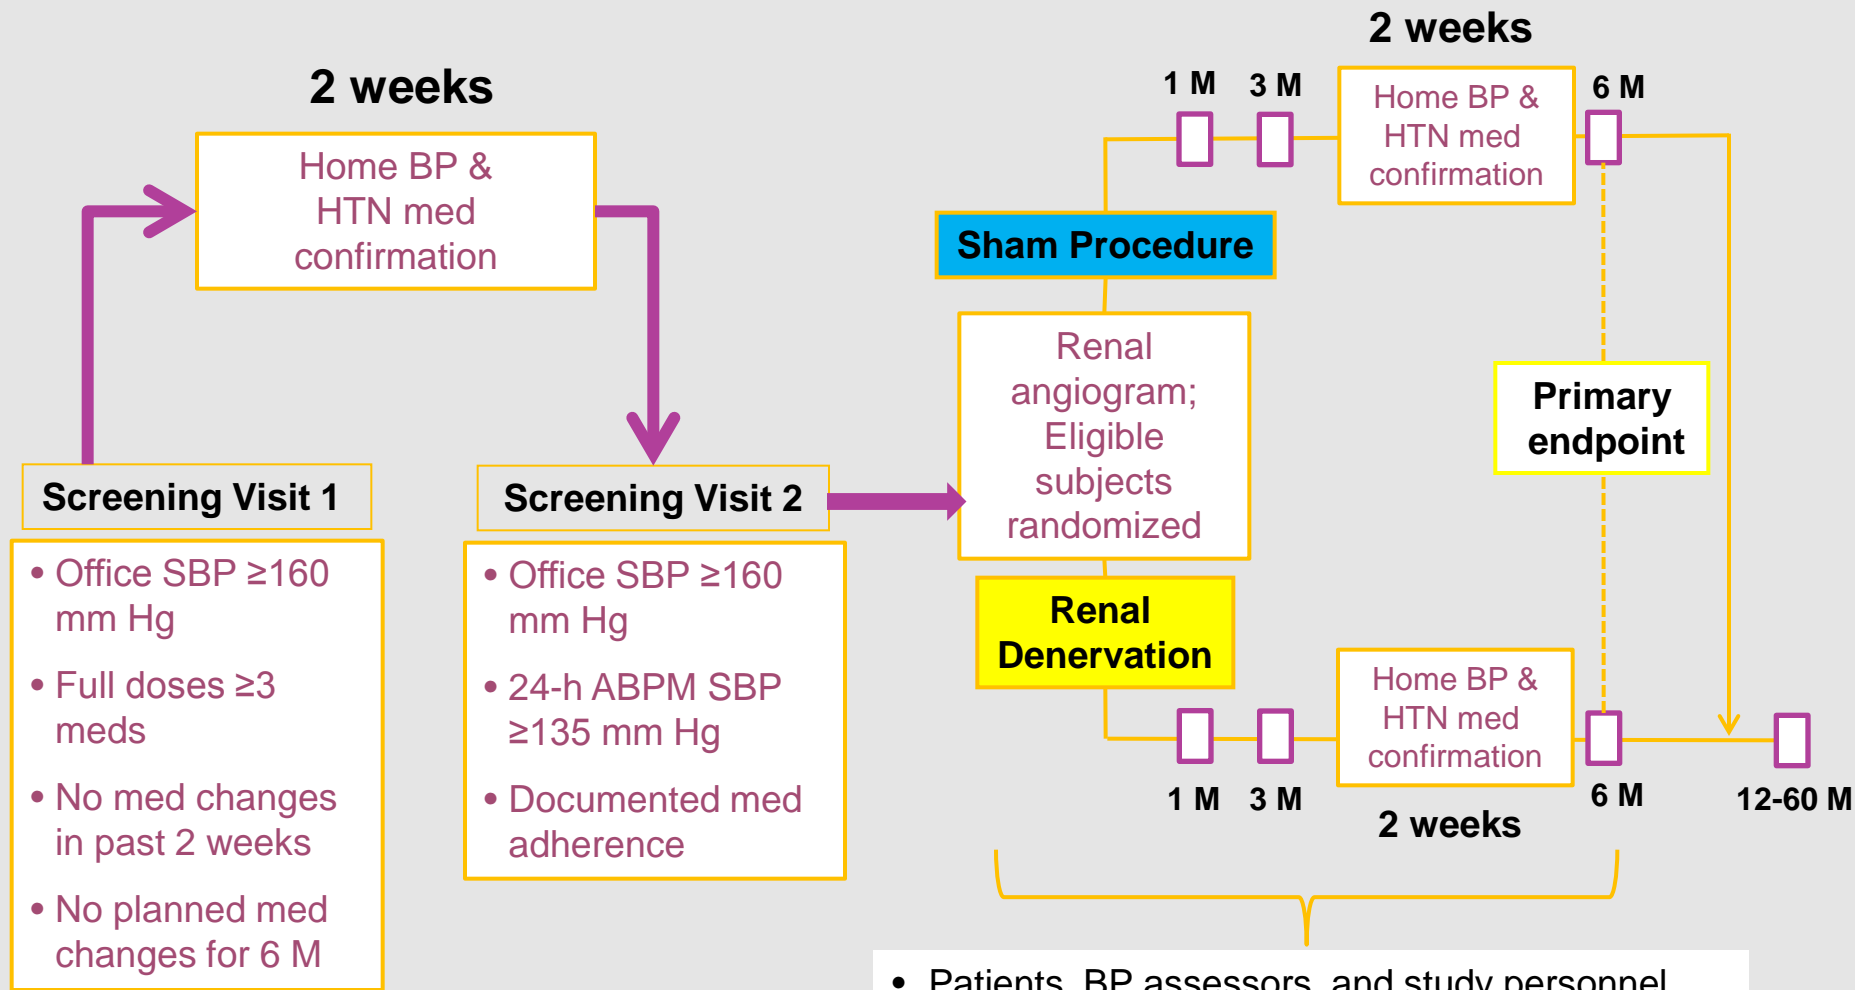 2 weeks
Home BP &
HTN med
confirmation
Screening Visit 1
• Office SBP ≥160
mm Hg
• Full doses ≥3
meds
• No med changes
in past 2 weeks
• No planned med
changes for 6 M
Screening Visit 2
• Office SBP ≥160
mm Hg
• 24-h ABPM SBP
≥135 mm Hg
• Documented med
adherence
2 weeks
1 M
3 M
Home BP &
HTN med
confirmation
6 M
Sham Procedure
Renal
angiogram;
Eligible
subjects
randomized
Renal
Denervation
Primary
endpoint
Home BP &
HTN med
confirmation
1 M
3 M
2 weeks
6 M
12-60 M
• Patients, BP assessors, and study personnel